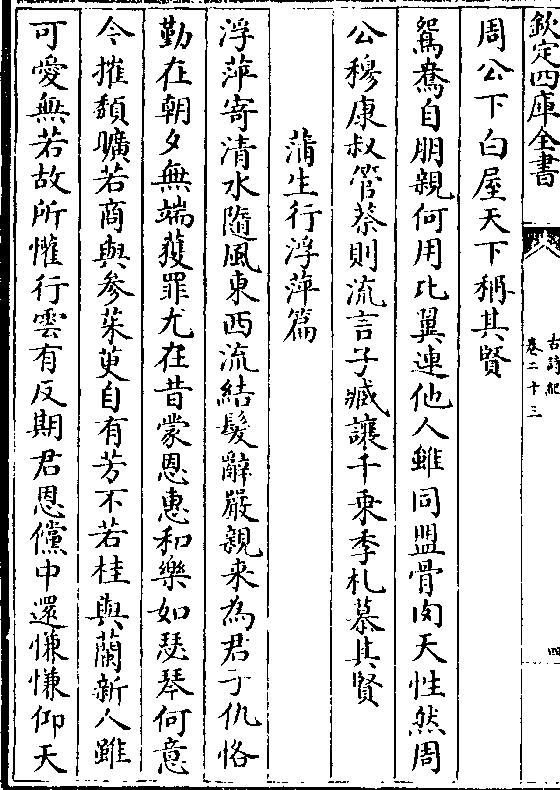 欽定四庫全書
古詩紀
卷二十三
四
周公下白屋天下稱其賢
鴛鴦自朋親何用比翼連他人雖同盟骨肉天性然周
公穆康叔管蔡則流言子臧讓千乗季札慕其賢
蒲生行浮萍篇
浮萍寄清水隨風東西流結髮辭嚴親来為君子仇恪
勤在朝夕無端獲罪尤在昔蒙恩惠和樂如瑟琴何意
今摧頽曠若商與參茱萸自有芳不若桂與蘭新人雖
可愛無若故所懽行雲有反期君恩儻中還慊慊仰天